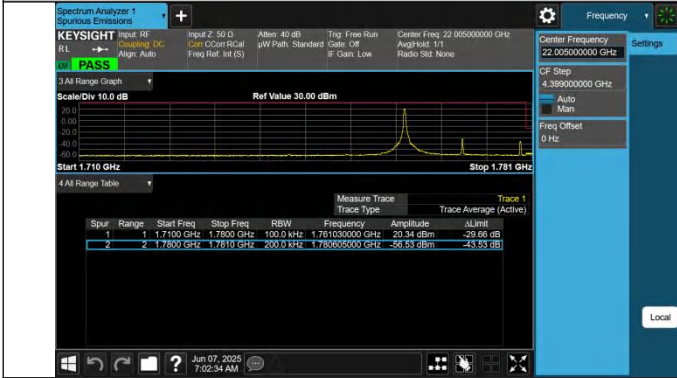 Spectrum Analyzer 1
Spurious Emissions
+
Frequency
KEYSIGHT Input: RF Input Z: 50 Ω Atten: 40 dB Trig: Free Run Center Freq: 22.005000000 GHz
RL Coupling: DC Corr CCorr RCal µW Path: Standard Gate: Off Avg|Hold: 1/1
Align: Auto Freq Ref: Int (S) IF Gain: Low Radio Std: None
PASS
Center Frequency
22.005000000 GHz
Settings
CF Step
4.399000000 GHz
Auto
Man
Freq Offset
0 Hz
3 All Range Graph
Scale/Div 10.0 dB Ref Value 30.00 dBm
20.0
0.00
-20.0
-40.0
-60.0
Start 1.710 GHz Stop 1.781 GHz
4 All Range Table
Measure Trace Trace 1
Trace Type Trace Average (Active)
Spur Range Start Freq Stop Freq RBW Frequency Amplitude ΔLimit
1 1 1.7100 GHz 1.7800 GHz 100.0 kHz 1.761030000 GHz 20.34 dBm -29.66 dB
2 2 1.7800 GHz 1.7810 GHz 200.0 kHz 1.780605000 GHz -56.53 dBm -43.53 dB
Local
?
Jun 07, 2025
7:02:34 AM